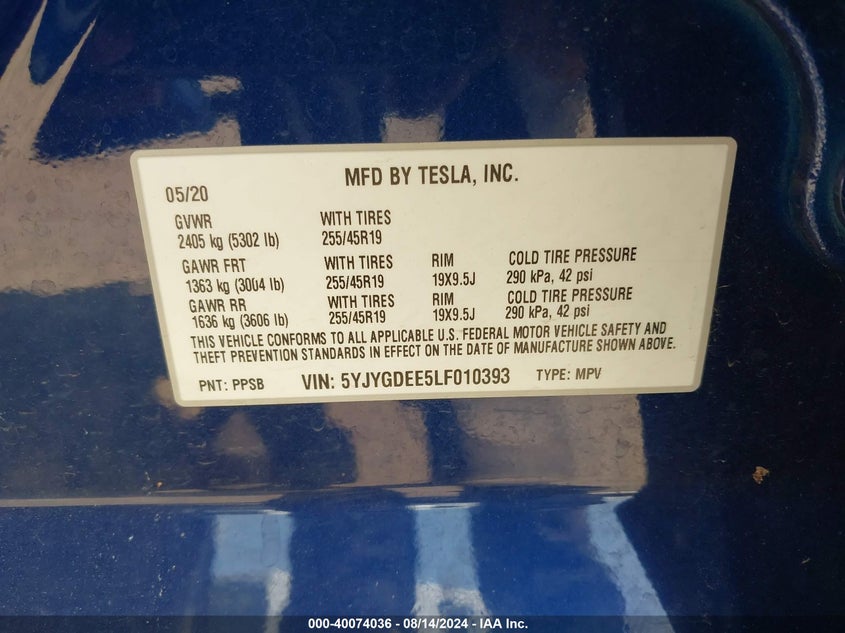 05/20 MFD BY TESLA, INC.
GVWR WITH TIRES
2405 kg (5302 lb) 255/45R19
GAWR FRT WITH TIRES RIM COLD TIRE PRESSURE
1363 kg (3004 lb) 255/45R19 19X9.5J 290 kPa, 42 psi
GAWR RR WITH TIRES RIM COLD TIRE PRESSURE
1636 kg (3606 lb) 255/45R19 19X9.5J 290 kPa, 42 psi
THIS VEHICLE CONFORMS TO ALL APPLICABLE U.S. FEDERAL MOTOR VEHICLE SAFETY AND
THEFT PREVENTION STANDARDS IN EFFECT ON THE DATE OF MANUFACTURE SHOWN ABOVE.
PNT: PPSB VIN: 5YJYGDEE5LF010393 TYPE: MPV
000-40074036 - 08/14/2024 - IAA Inc.